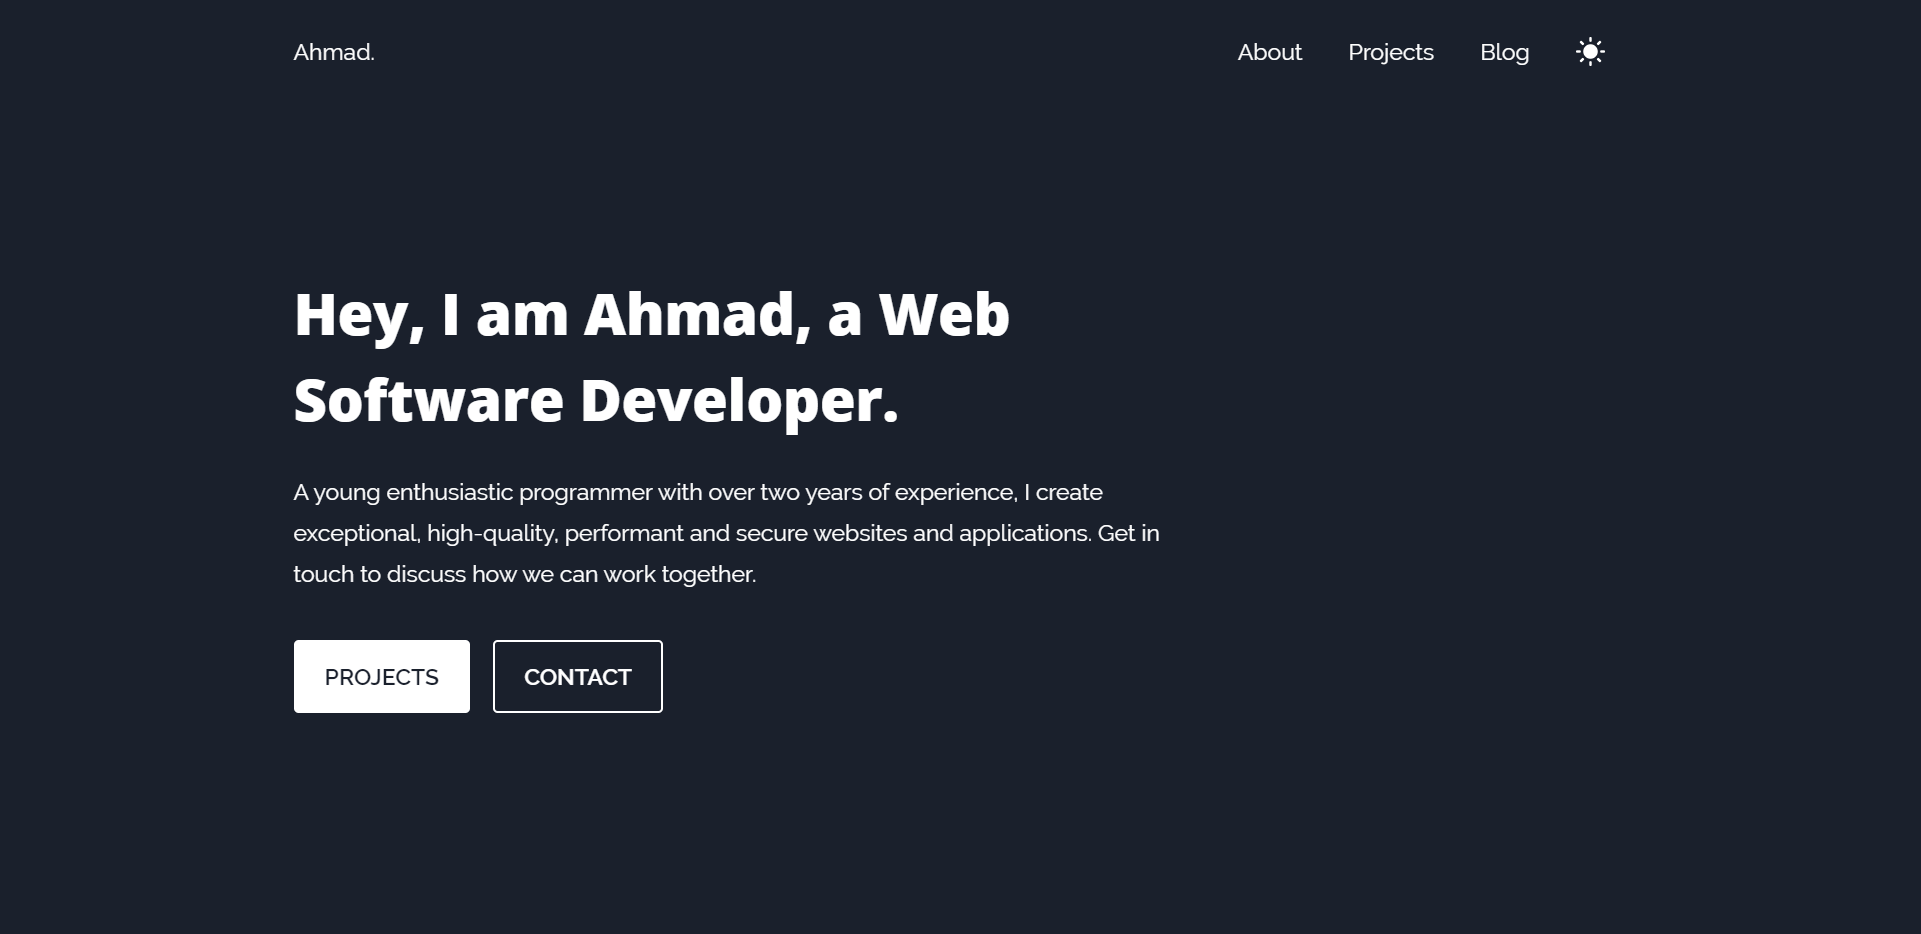 Ahmad.
About Projects Blog
Hey, I am Ahmad, a Web
Software Developer.
A young enthusiastic programmer with over two years of experience, I create
exceptional, high-quality, performant and secure websites and applications. Get in
touch to discuss how we can work together.
PROJECTS CONTACT